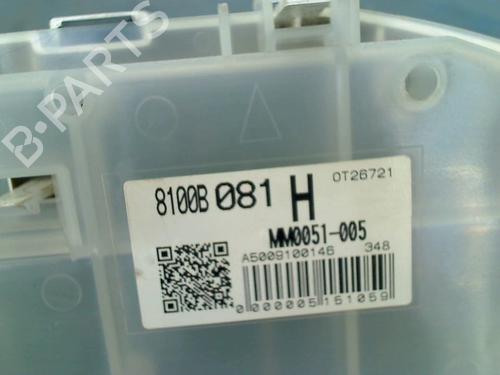 B-PARTS
OT26721
8100B 081 H
MM0051-005
A5009100146 348
0000005151059